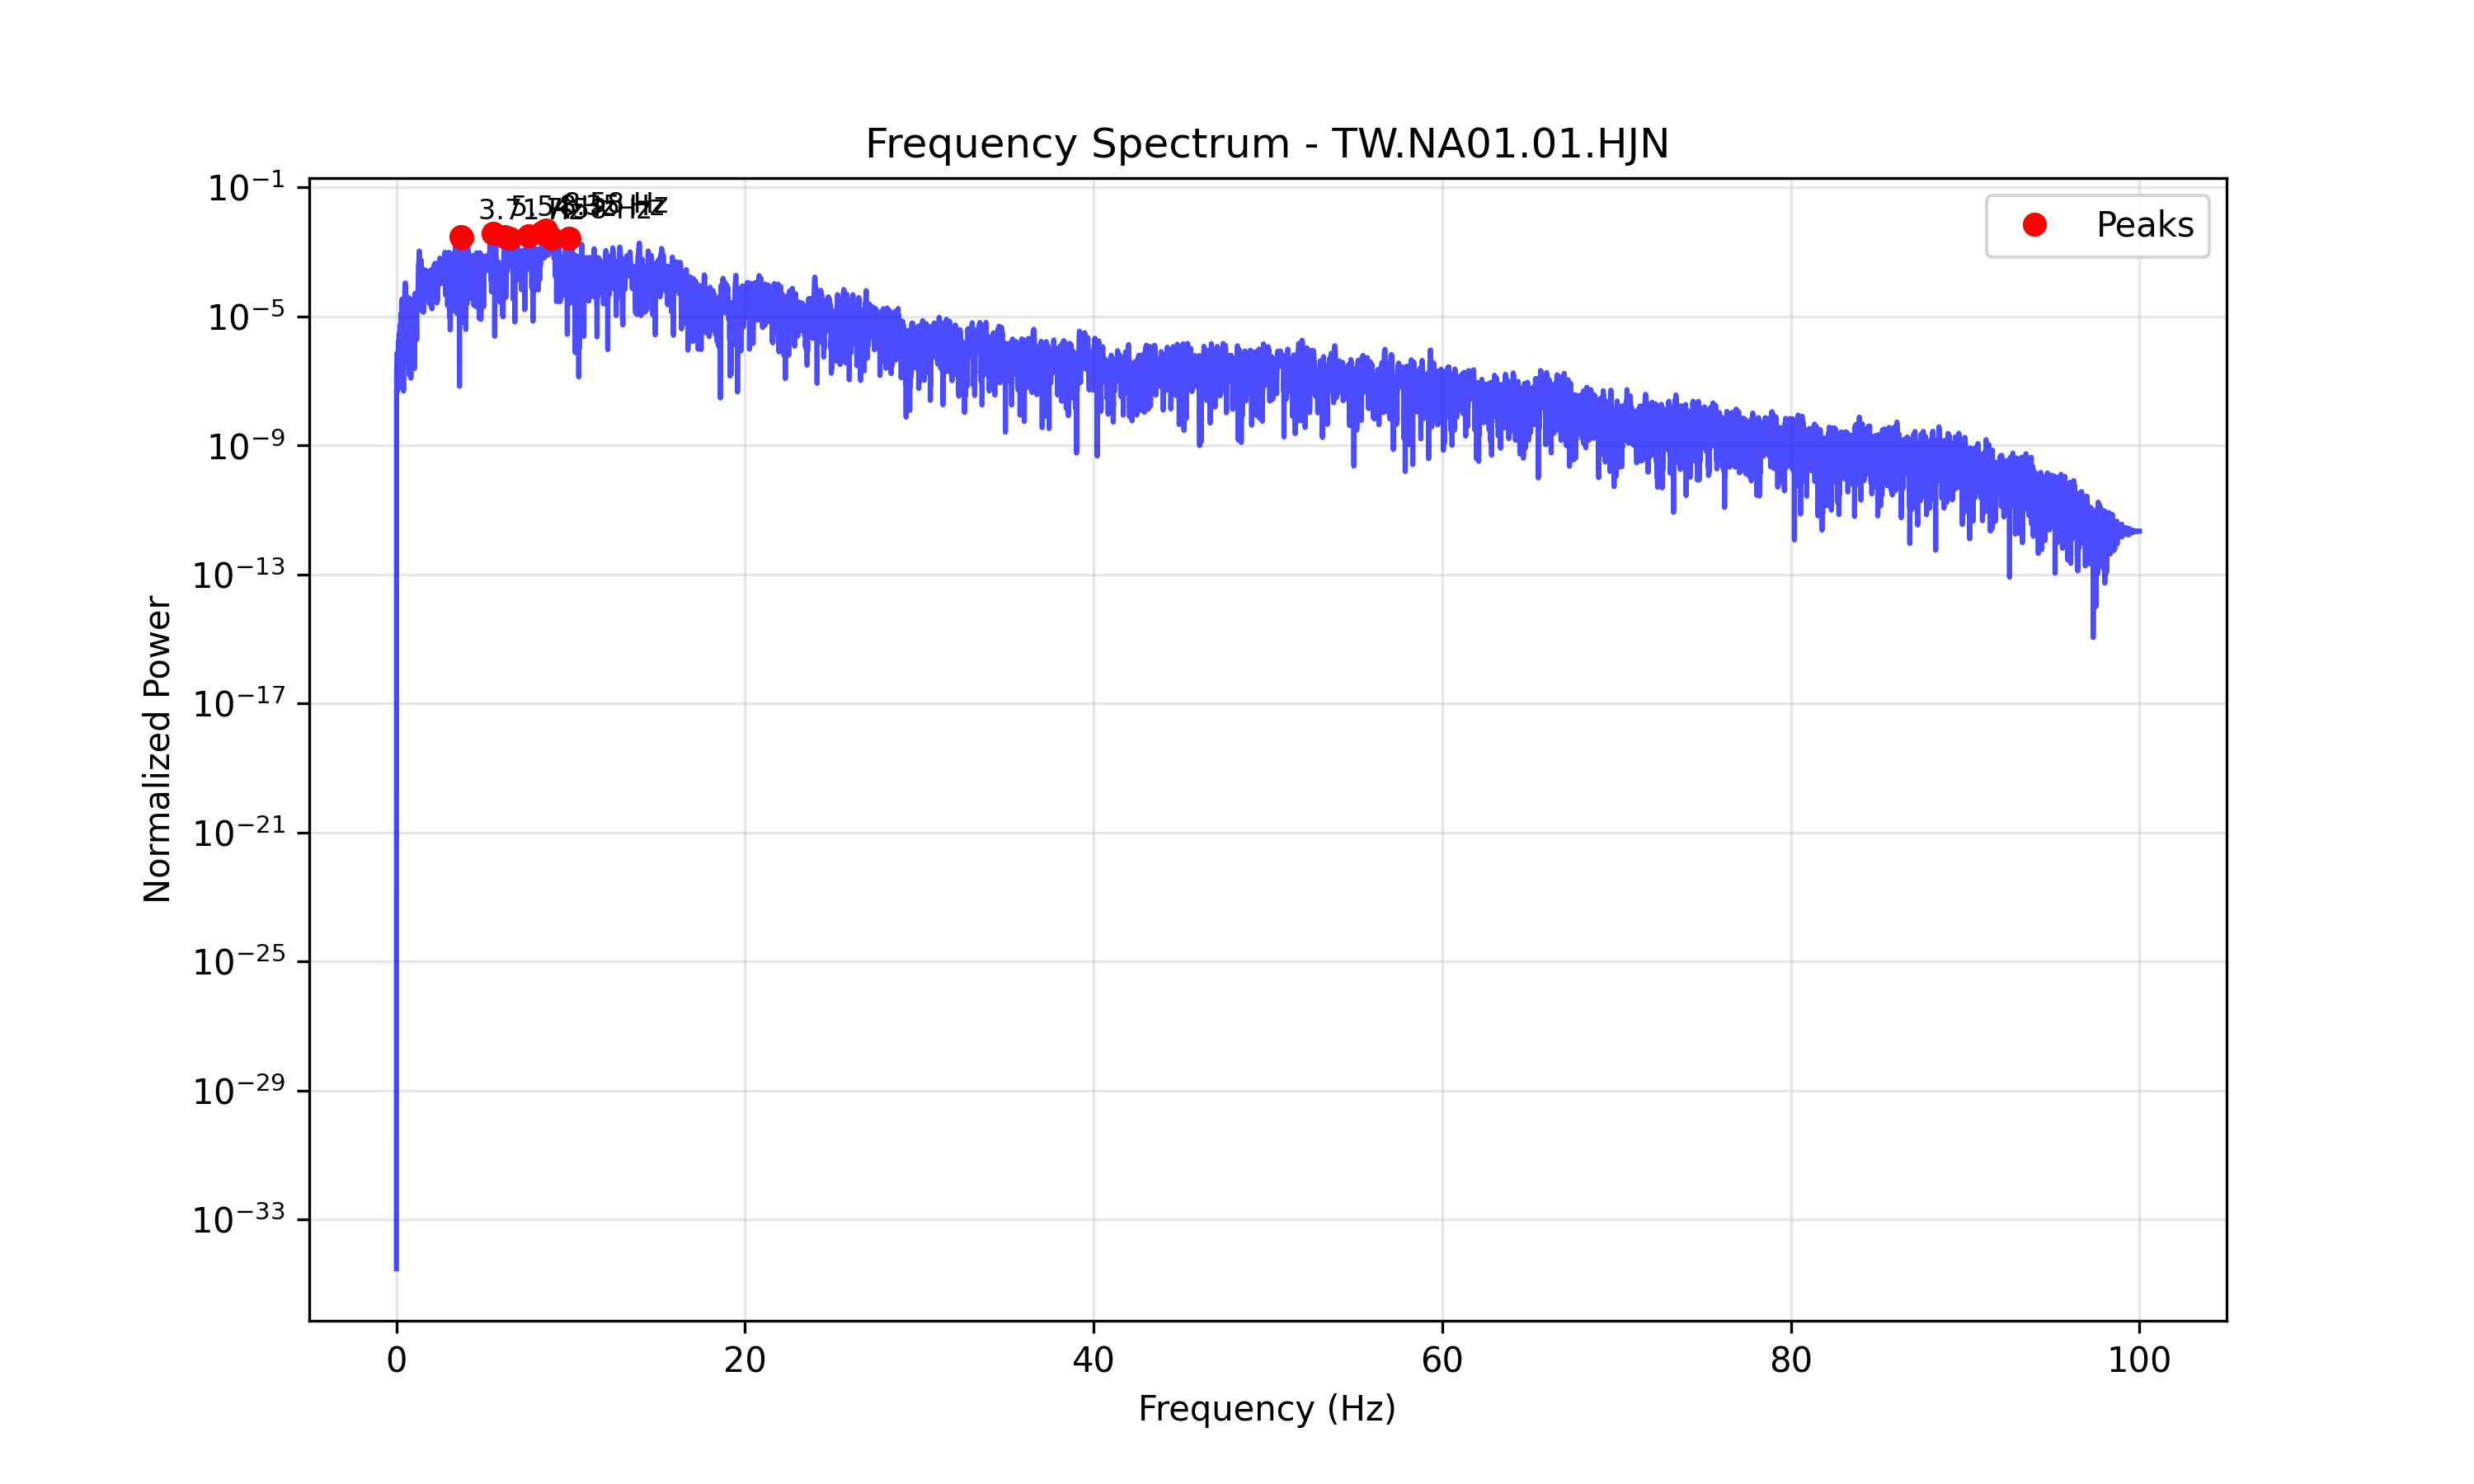 Frequency Spectrum - TW.NA01.01.HJN
Peaks
Normalized Power
10⁻¹
10⁻⁵
10⁻⁹
10⁻¹³
10⁻¹⁷
10⁻²¹
10⁻²⁵
10⁻²⁹
10⁻³³
0 20 40 60 80 100
Frequency (Hz)